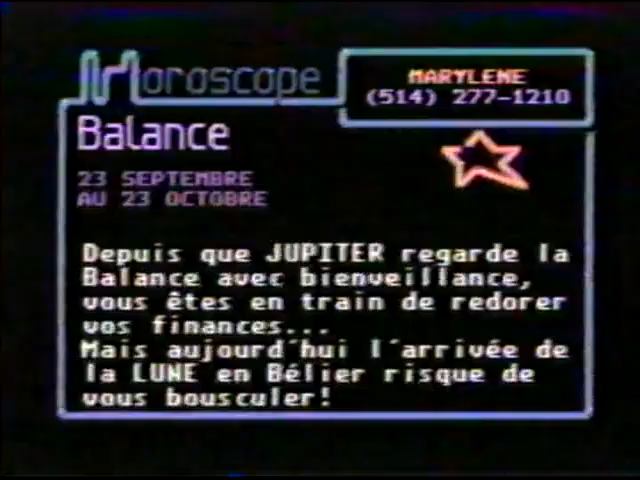 Horoscope
MARYLENE
(514) 277-1210
Balance
23 SEPTEMBRE
AU 23 OCTOBRE
Depuis que JUPITER regarde la
Balance avec bienveillance,
vous êtes en train de redorer
vos finances...
Mais aujourd'hui l'arrivée de
la LUNE en Bélier risque de
vous bousculer!